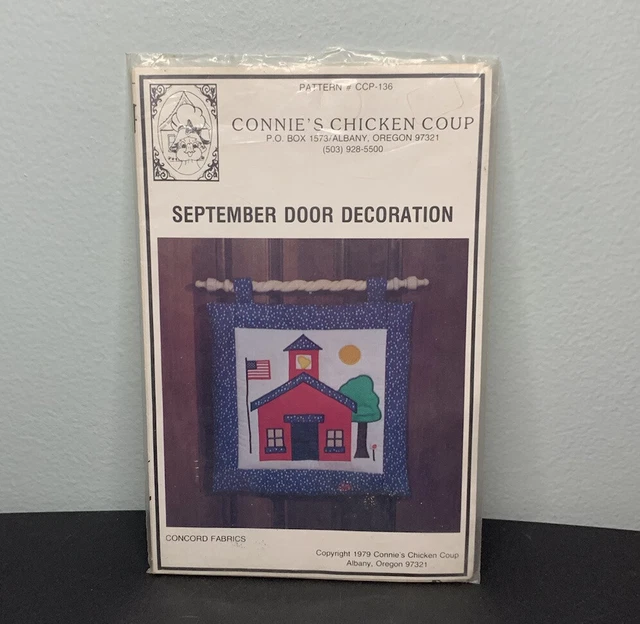 PATTERN # CCP-136
CONNIE'S CHICKEN COUP
P.O. BOX 1573/ALBANY, OREGON 97321
(503) 928-5500
SEPTEMBER DOOR DECORATION
CONCORD FABRICS
Copyright 1979 Connie's Chicken Coup
Albany, Oregon 97321